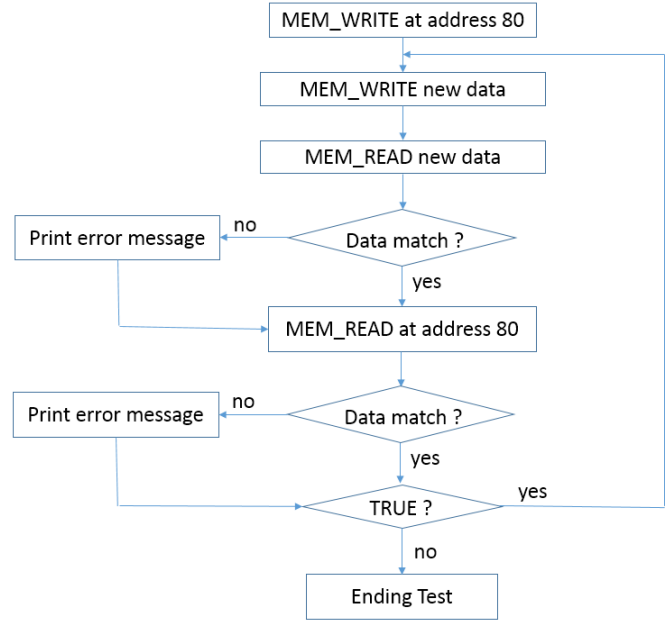 MEM_WRITE at address 80
MEM_WRITE new data
MEM_READ new data
no
Print error message
Data match ?
yes
MEM_READ at address 80
no
Print error message
Data match ?
yes
TRUE ?
yes
no
Ending Test